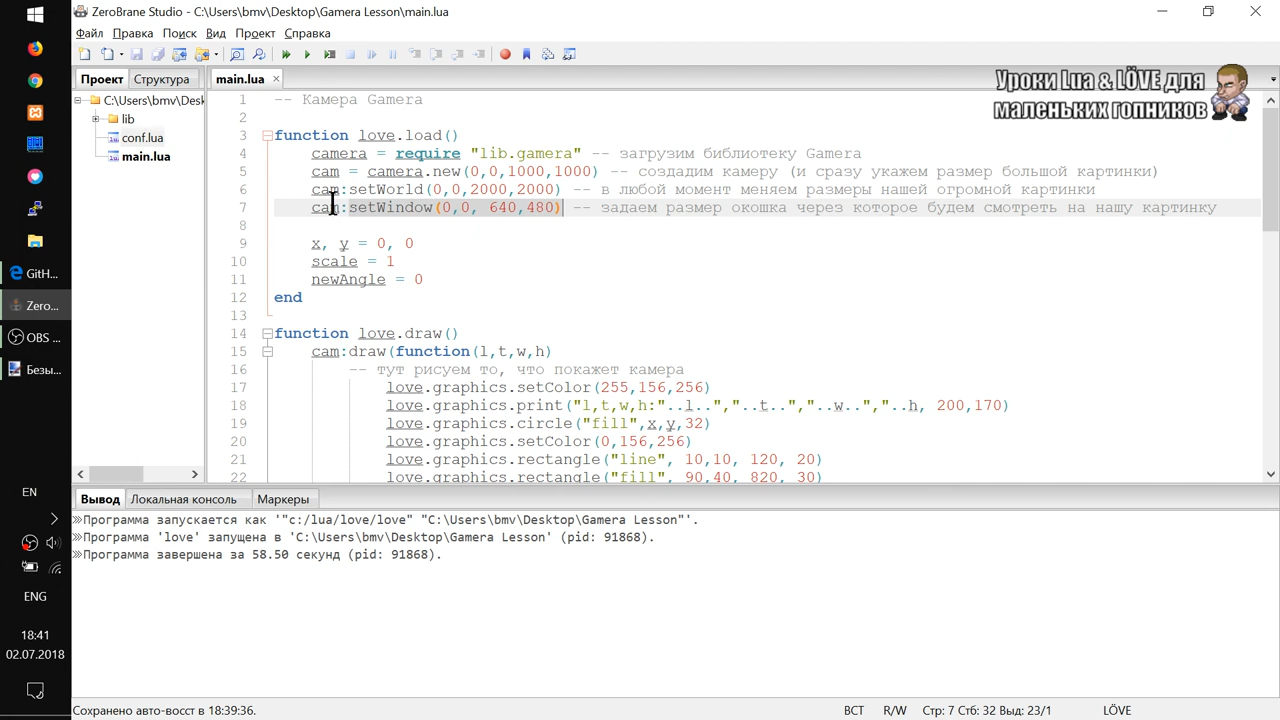 ZeroBrane Studio - C:\Users\bmv\Desktop\Gamera Lesson\main.lua
Файл Правка Поиск Вид Проект Справка
Проект Структура
main.lua
Уроки Lua & LÖVE для
маленьких гопников
C:\Users\bmv\Desk
lib
conf.lua
main.lua
1 -- Камера Gamera
2
3 function love.load()
4 camera = require "lib.gamera" -- загрузим библиотеку Gamera
5 cam = camera.new(0,0,1000,1000) -- создадим камеру (и сразу укажем размер большой картинки)
6 cam:setWorld(0,0,2000,2000) -- в любой момент меняем размеры нашей огромной картинки
7 cam:setWindow(0,0, 640,480) -- задаем размер окошка через которое будем смотреть на нашу картинку
8
9 x, y = 0, 0
10 scale = 1
11 newAngle = 0
12 end
13
14 function love.draw()
15 cam:draw(function(l,t,w,h)
16 -- тут рисуем то, что покажет камера
17 love.graphics.setColor(255,156,256)
18 love.graphics.print("l,t,w,h:"..l..","..t..","..w..","..h, 200,170)
19 love.graphics.circle("fill",x,y,32)
20 love.graphics.setColor(0,156,256)
21 love.graphics.rectangle("line", 10,10, 120, 20)
22 love.graphics.rectangle("fill", 90,40, 820, 30)
GitH...
Zero...
OBS ...
Безы...
EN
ENG
18:41
02.07.2018
Вывод Локальная консоль Маркеры
Программа запускается как '"c:/lua/love/love" "C:\Users\bmv\Desktop\Gamera Lesson"'.
Программа 'love' запущена в 'C:\Users\bmv\Desktop\Gamera Lesson' (pid: 91868).
Программа завершена за 58.50 секунд (pid: 91868).
Сохранено авто-восст в 18:39:36.
ВСТ R/W Стр: 7 Стб: 32 Выд: 23/1 LÖVE